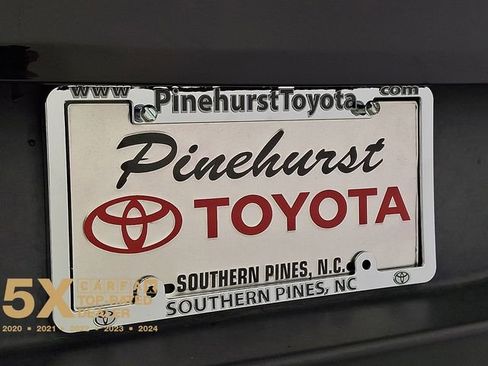 www.PinehurstToyota.com
Pinehurst
TOYOTA
SOUTHERN PINES, N.C.
SOUTHERN PINES, NC
5X CARFAX
TOP-RATED
DEALER
2020 • 2021 • 2022 • 2023 • 2024